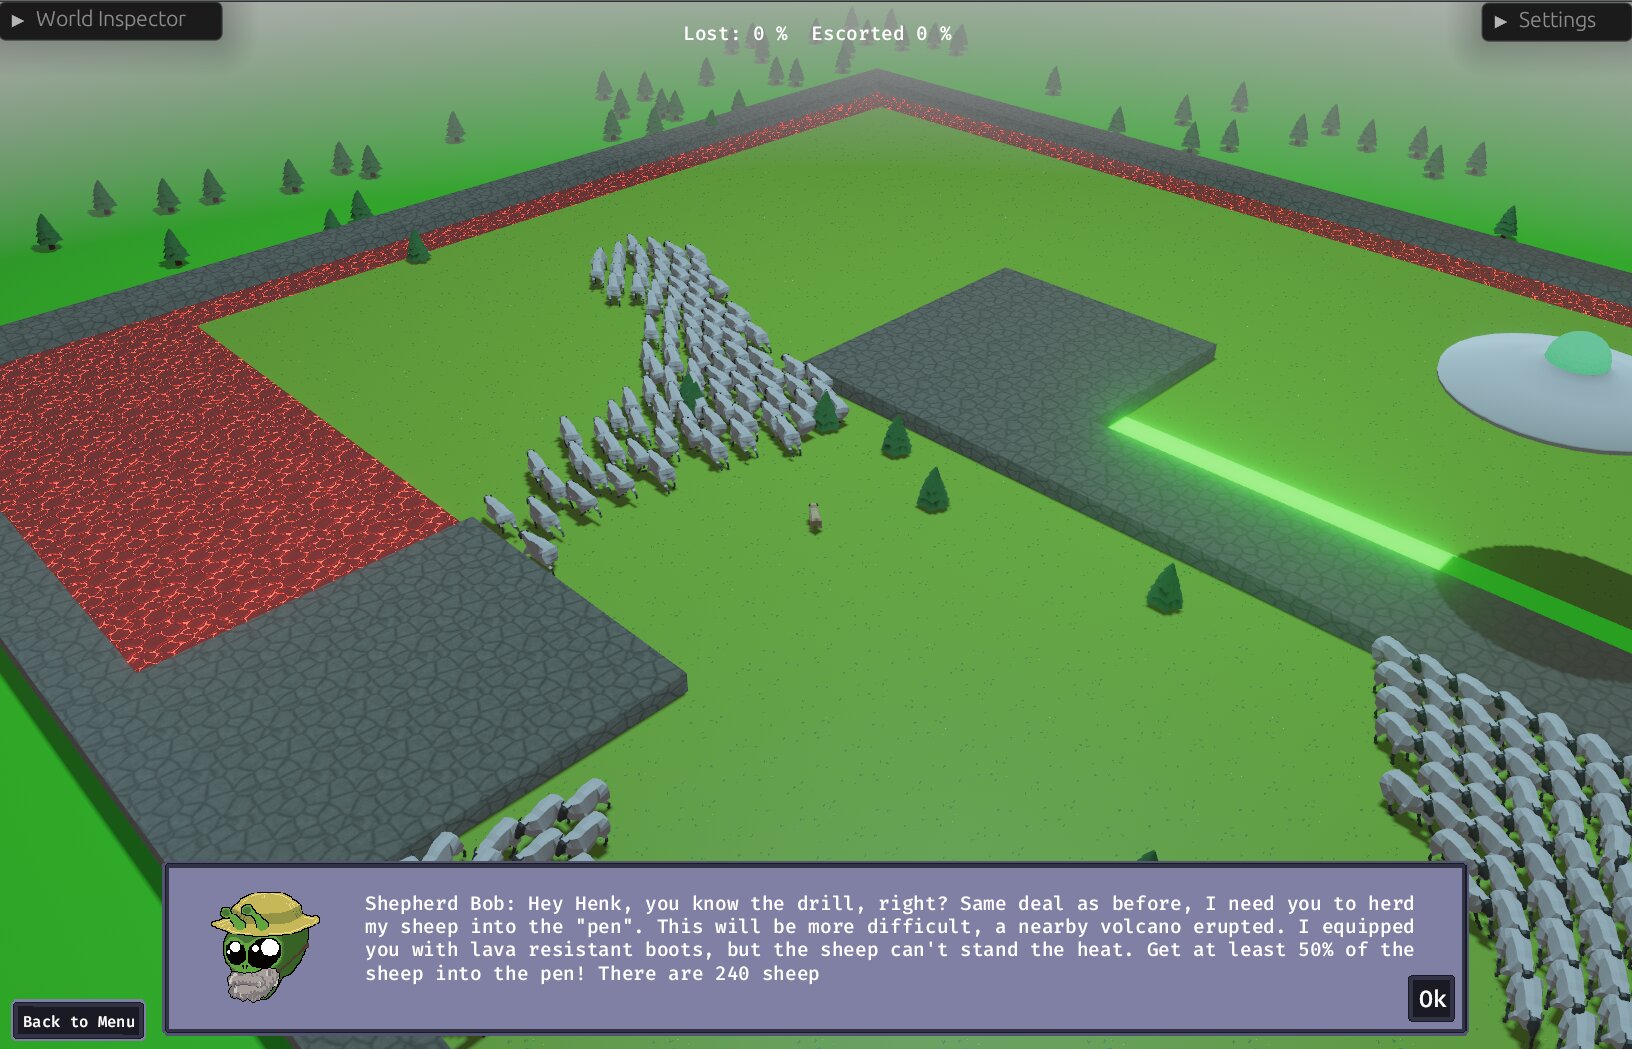 World Inspector
Lost: 0 %  Escorted 0 %
Settings
Shepherd Bob: Hey Henk, you know the drill, right? Same deal as before, I need you to herd
my sheep into the "pen". This will be more difficult, a nearby volcano erupted. I equipped
you with lava resistant boots, but the sheep can't stand the heat. Get at least 50% of the
sheep into the pen! There are 240 sheep
Ok
Back to Menu